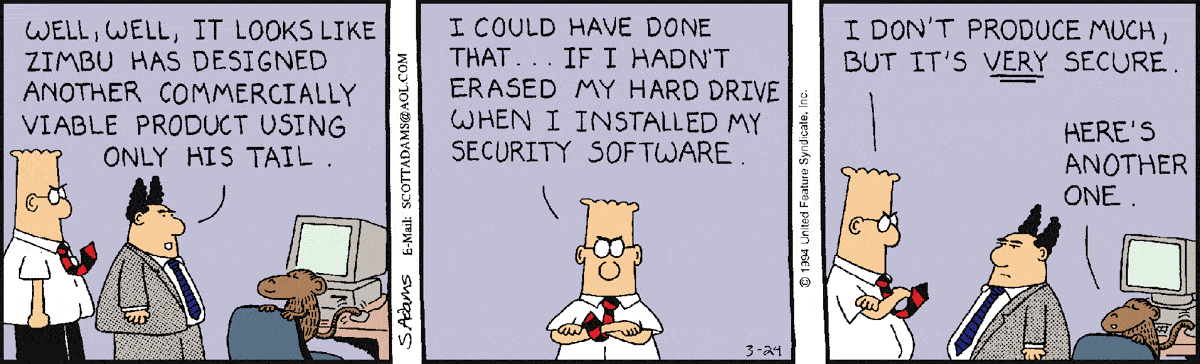 WELL, WELL, IT LOOKS LIKE
ZIMBU HAS DESIGNED
ANOTHER COMMERCIALLY
VIABLE PRODUCT USING
ONLY HIS TAIL.
S.Adams E-Mail: SCOTTADAMS@AOL.COM
I COULD HAVE DONE
THAT... IF I HADN'T
ERASED MY HARD DRIVE
WHEN I INSTALLED MY
SECURITY SOFTWARE.
3-24
© 1994 United Feature Syndicate, Inc.
I DON'T PRODUCE MUCH,
BUT IT'S VERY SECURE.
HERE'S
ANOTHER
ONE.